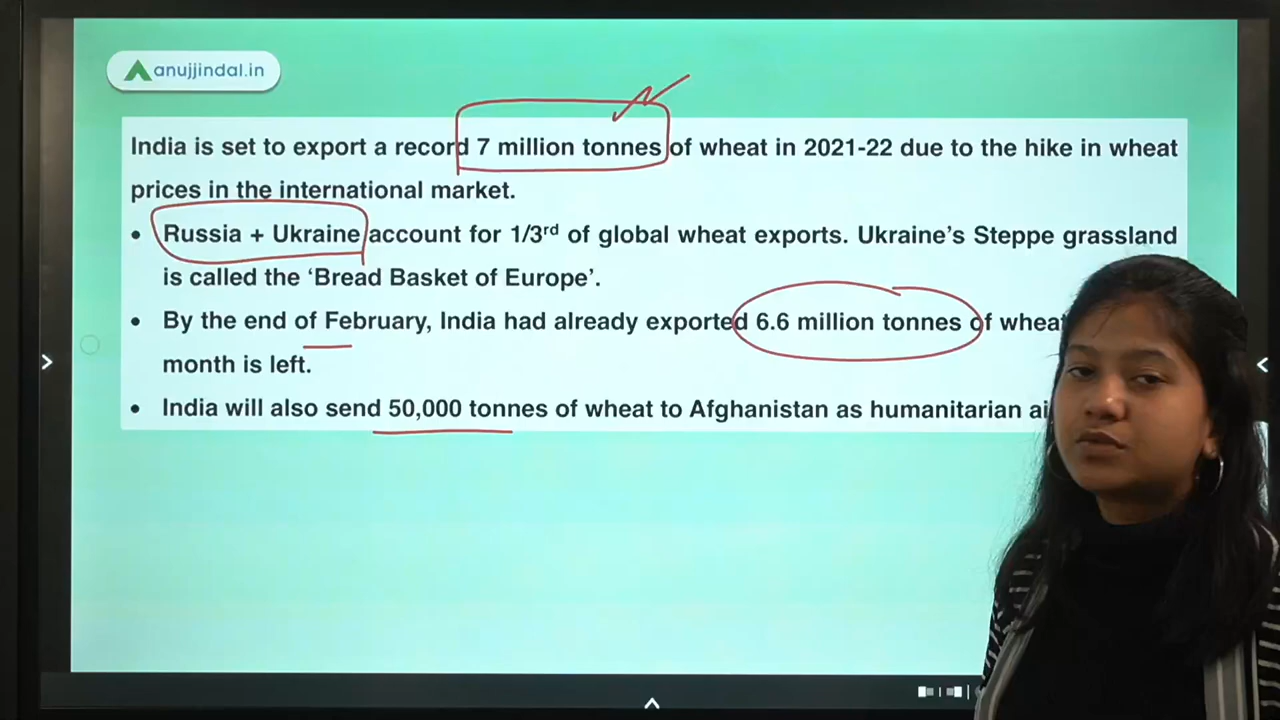 anujjindal.in
India is set to export a record 7 million tonnes of wheat in 2021-22 due to the hike in wheat
prices in the international market.
• Russia + Ukraine account for 1/3rd of global wheat exports. Ukraine's Steppe grassland
is called the ‘Bread Basket of Europe’.
• By the end of February, India had already exported 6.6 million tonnes of
month is left.
• India will also send 50,000 tonnes of wheat to Afghanistan as humanitarian